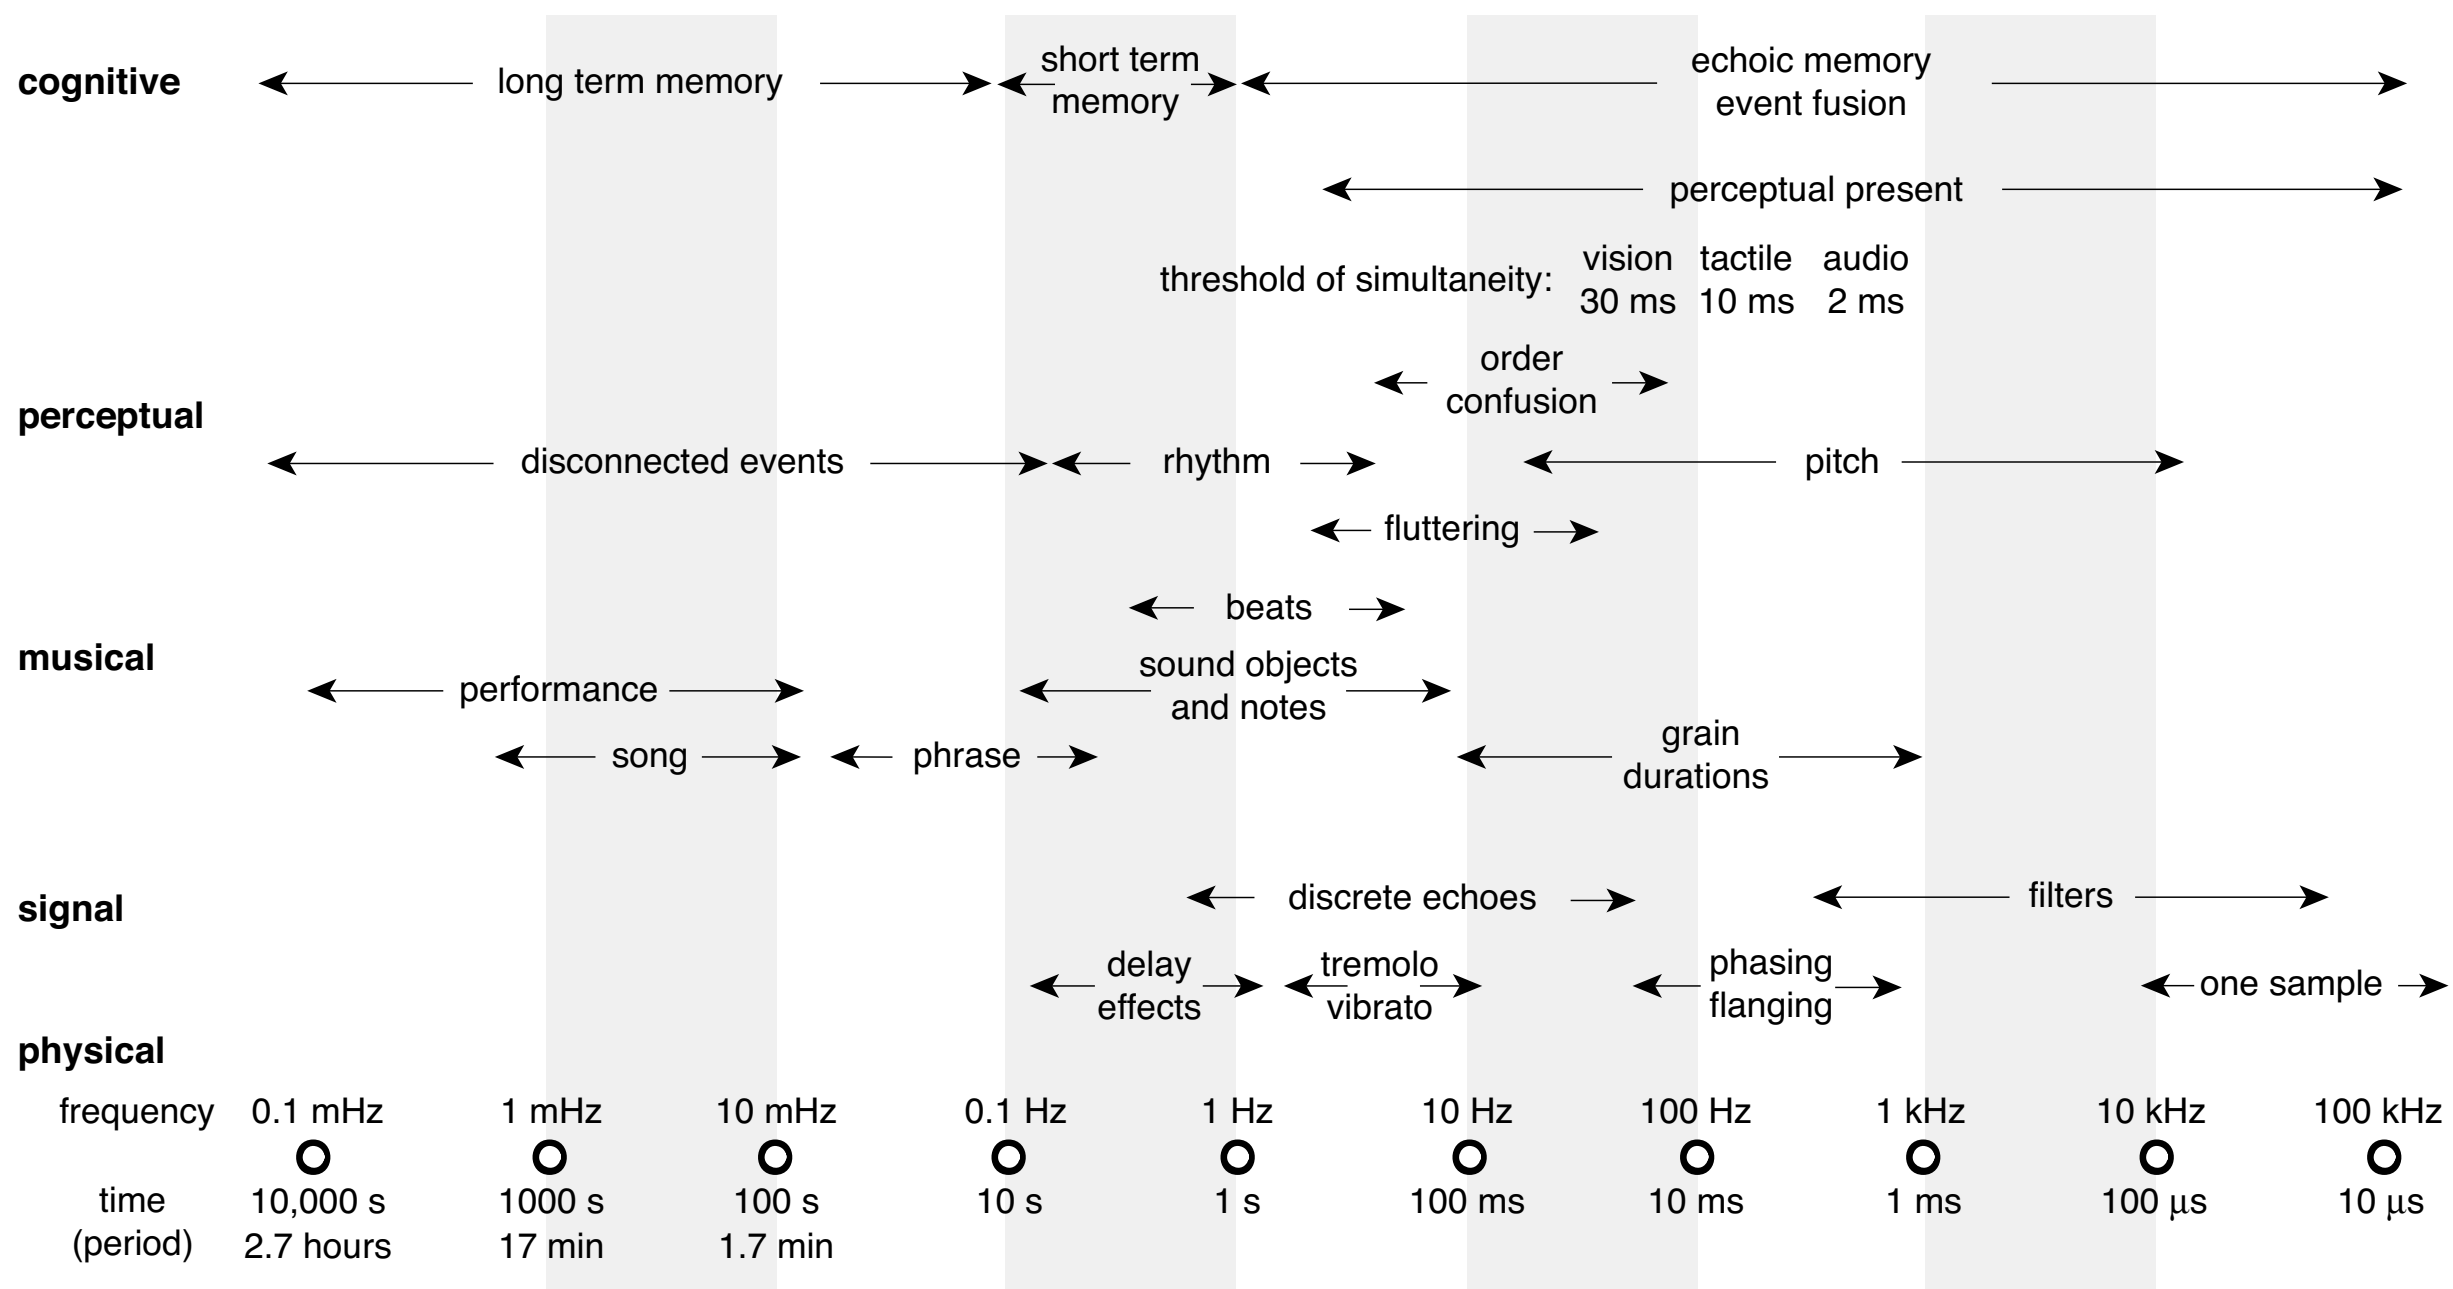 cognitive
long term memory
short term
memory
echoic memory
event fusion
perceptual present
threshold of simultaneity:
vision tactile audio
30 ms 10 ms 2 ms
order
confusion
perceptual
disconnected events
rhythm
pitch
fluttering
beats
musical
sound objects
and notes
performance
song
phrase
grain
durations
signal
discrete echoes
filters
delay
effects
tremolo
vibrato
phasing
flanging
one sample
physical
frequency 0.1 mHz 1 mHz 10 mHz 0.1 Hz 1 Hz 10 Hz 100 Hz 1 kHz 10 kHz 100 kHz
time 10,000 s 1000 s 100 s 10 s 1 s 100 ms 10 ms 1 ms 100 μs 10 μs
(period) 2.7 hours 17 min 1.7 min